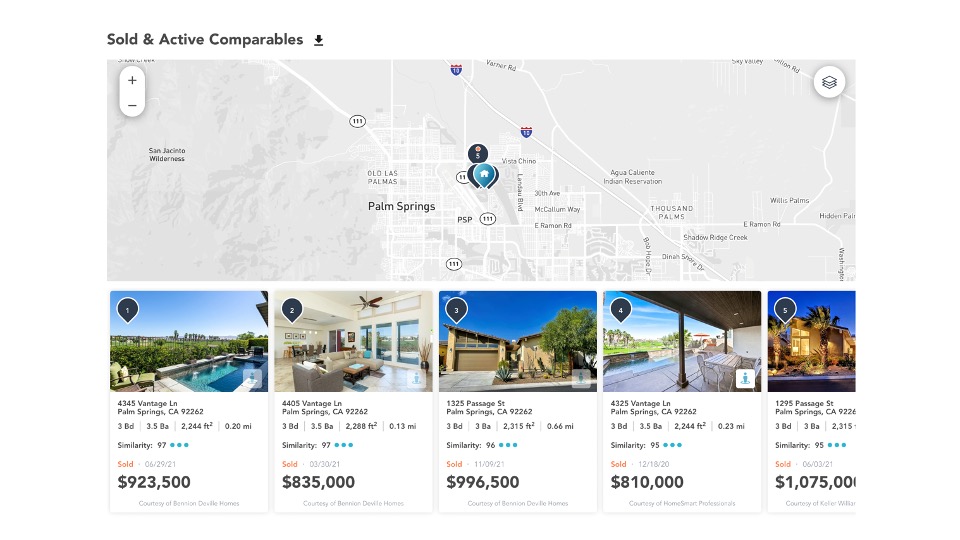 Sold & Active Comparables
+
−
10
Varner Rd
Sky Valley
111
10
San Jacinto
Wilderness
5
Vista Chino
OLD LAS
PALMAS
11
Landau Blvd
Agua Caliente
Indian Reservation
30th Ave
Palm Springs
McCallum Way
THOUSAND
PALMS
Willis Palms
PSP
111
E Ramon Rd
E Ramon Rd
Hidden Palm
Shadow Ridge Creek
Bob Hope Dr
Dinah Shore Dr
Washington
111
1
2
3
4
5
4345 Vantage Ln
Palm Springs, CA 92262
3 Bd | 3.5 Ba | 2,244 ft² | 0.20 mi
Similarity: 97
Sold · 06/29/21
$923,500
Courtesy of Bennion Deville Homes
4405 Vantage Ln
Palm Springs, CA 92262
3 Bd | 3.5 Ba | 2,288 ft² | 0.13 mi
Similarity: 97
Sold · 03/30/21
$835,000
Courtesy of Bennion Deville Homes
1325 Passage St
Palm Springs, CA 92262
3 Bd | 3 Ba | 2,315 ft² | 0.66 mi
Similarity: 96
Sold · 11/09/21
$996,500
Courtesy of Bennion Deville Homes
4325 Vantage Ln
Palm Springs, CA 92262
3 Bd | 3.5 Ba | 2,244 ft² | 0.23 mi
Similarity: 95
Sold · 12/18/20
$810,000
Courtesy of HomeSmart Professionals
1295 Passage St
Palm Springs, CA 9226
3 Bd | 3 Ba | 2,315
Similarity: 95
Sold · 06/03/21
$1,075,00
Courtesy of Keller Willia